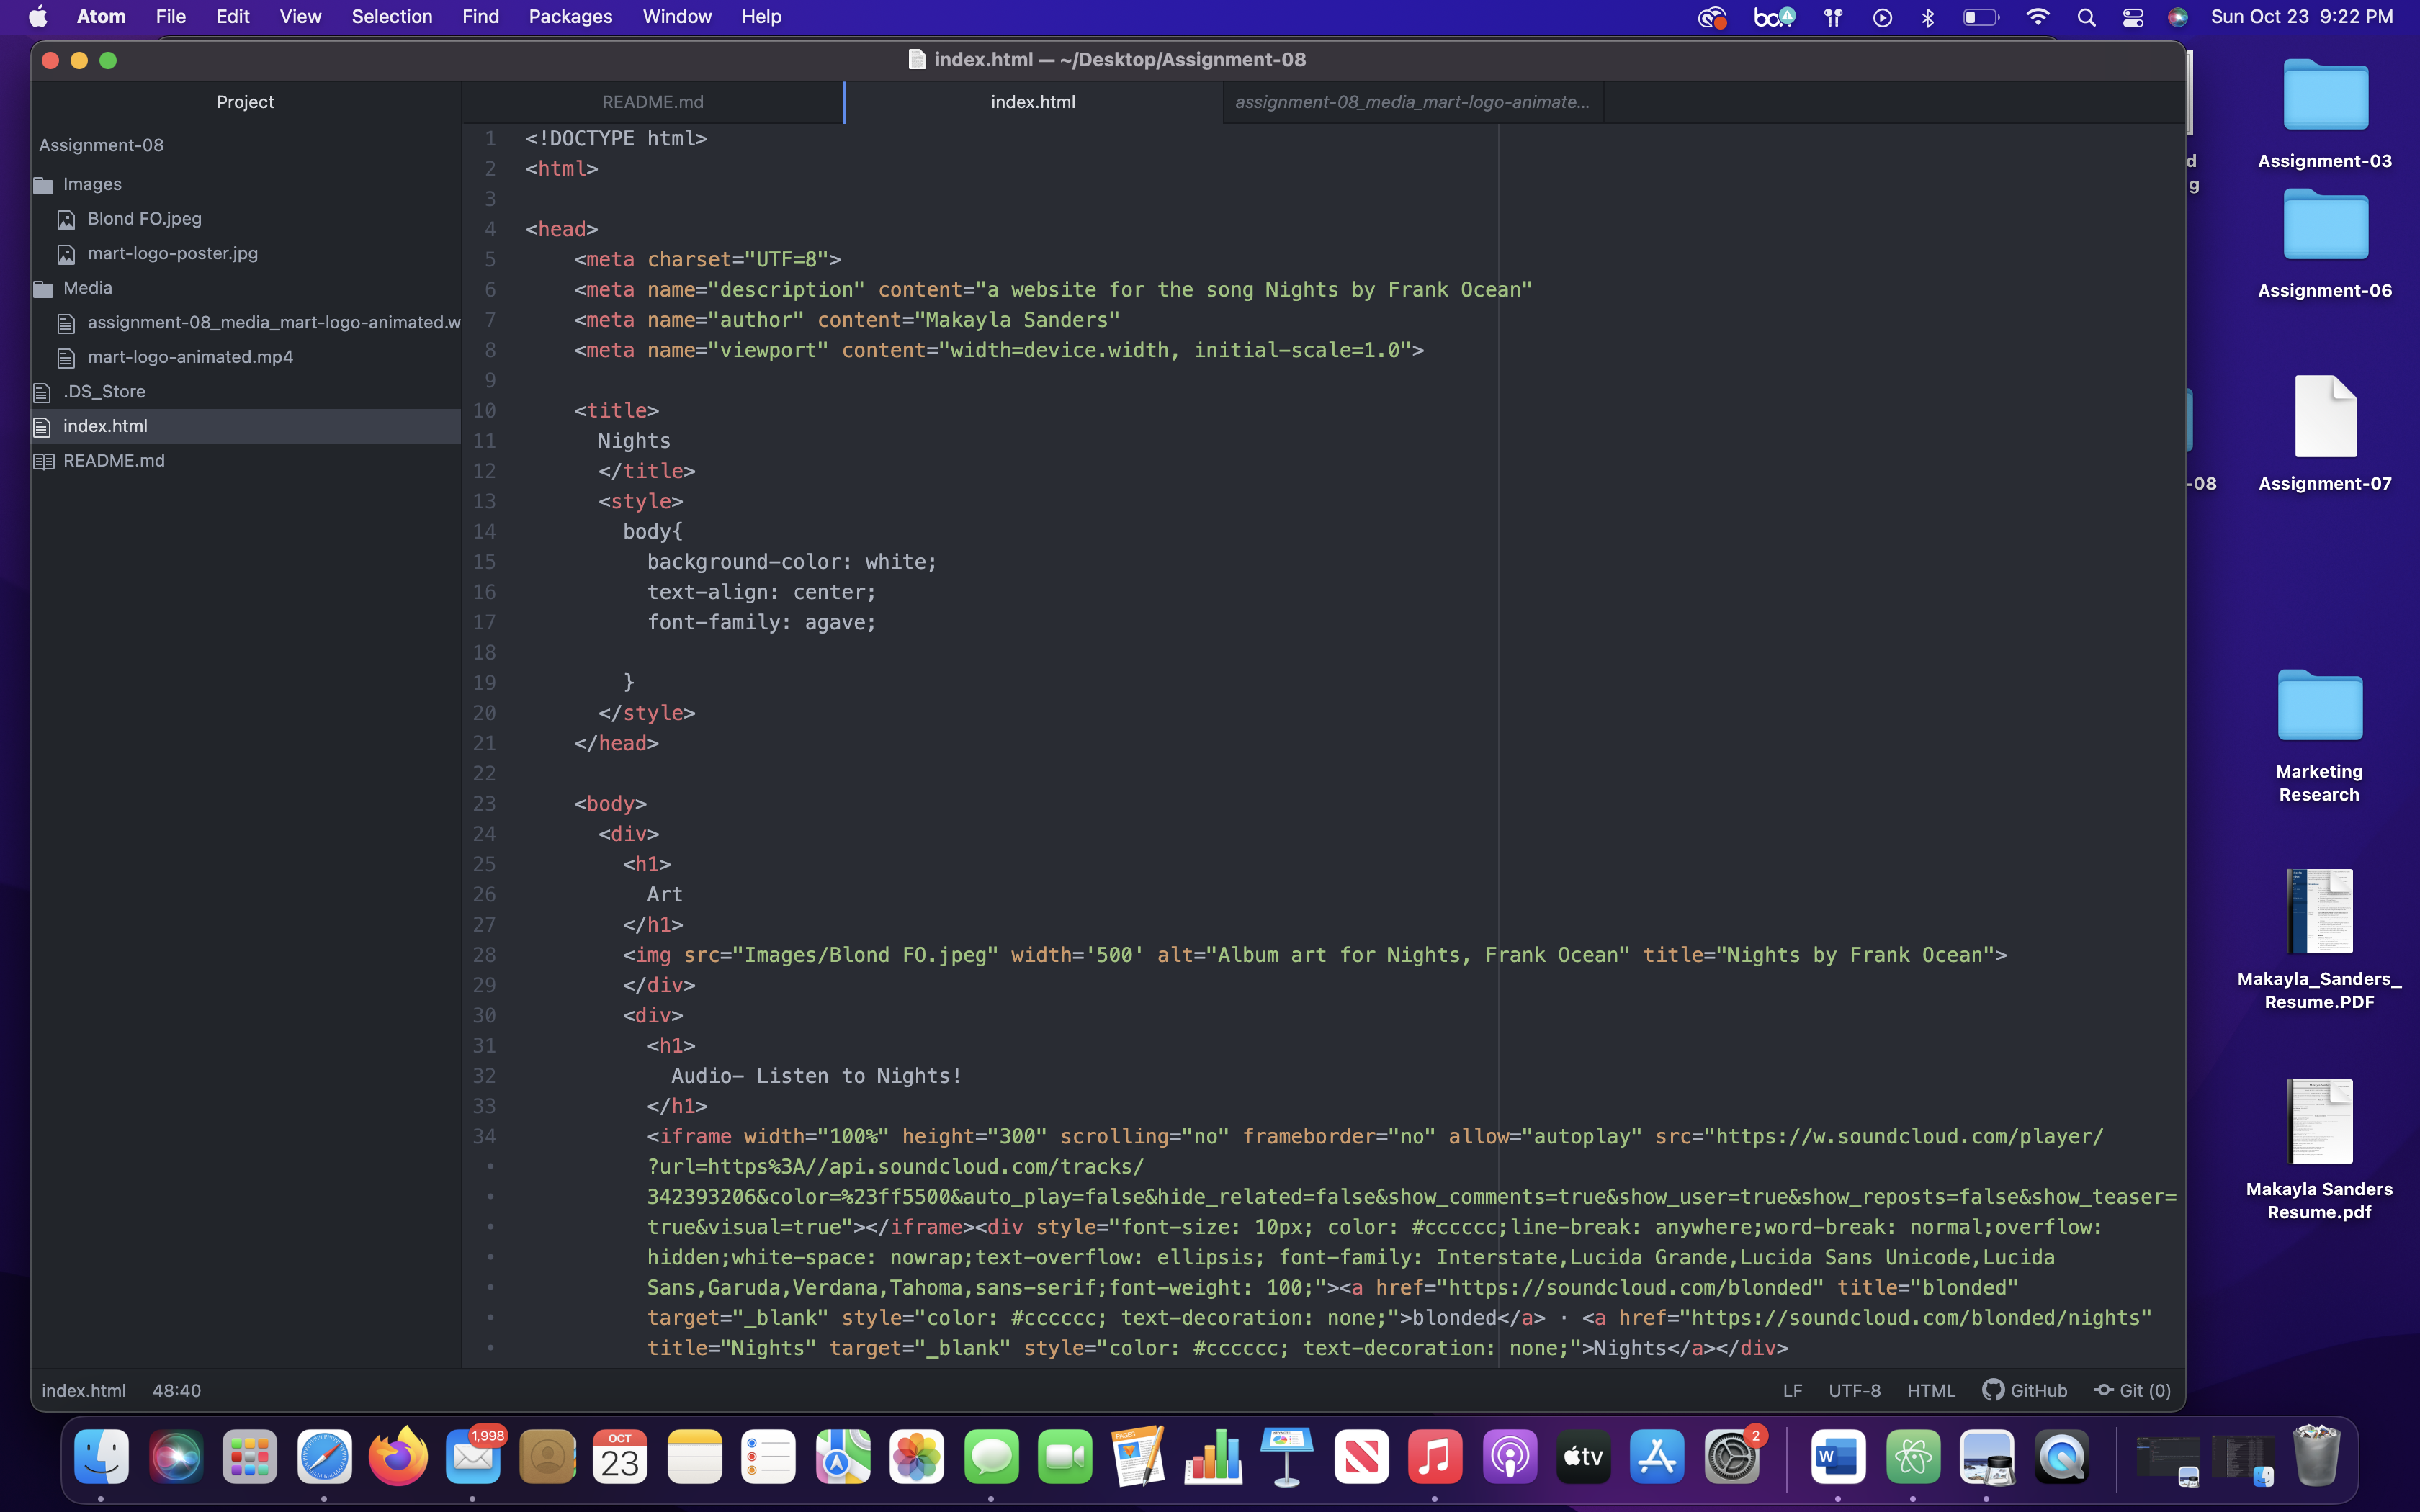 Atom File Edit View Selection Find Packages Window Help
Sun Oct 23 9:22 PM
index.html — ~/Desktop/Assignment-08
Project
README.md
index.html
assignment-08_media_mart-logo-animate...
Assignment-08
Images
Blond FO.jpeg
mart-logo-poster.jpg
Media
assignment-08_media_mart-logo-animated.w
mart-logo-animated.mp4
.DS_Store
index.html
README.md
1 <!DOCTYPE html>
2 <html>
3
4 <head>
5 <meta charset="UTF=8">
6 <meta name="description" content="a website for the song Nights by Frank Ocean"
7 <meta name="author" content="Makayla Sanders"
8 <meta name="viewport" content="width=device.width, initial-scale=1.0">
9
10 <title>
11 Nights
12 </title>
13 <style>
14 body{
15 background-color: white;
16 text-align: center;
17 font-family: agave;
18
19 }
20 </style>
21 </head>
22
23 <body>
24 <div>
25 <h1>
26 Art
27 </h1>
28 <img src="Images/Blond FO.jpeg" width='500' alt="Album art for Nights, Frank Ocean" title="Nights by Frank Ocean">
29 </div>
30 <div>
31 <h1>
32 Audio- Listen to Nights!
33 </h1>
34 <iframe width="100%" height="300" scrolling="no" frameborder="no" allow="autoplay" src="https://w.soundcloud.com/player/
• ?url=https%3A//api.soundcloud.com/tracks/
• 342393206&color=%23ff5500&auto_play=false&hide_related=false&show_comments=true&show_user=true&show_reposts=false&show_teaser=
• true&visual=true"></iframe><div style="font-size: 10px; color: #cccccc;line-break: anywhere;word-break: normal;overflow:
• hidden;white-space: nowrap;text-overflow: ellipsis; font-family: Interstate,Lucida Grande,Lucida Sans Unicode,Lucida
• Sans,Garuda,Verdana,Tahoma,sans-serif;font-weight: 100;"><a href="https://soundcloud.com/blonded" title="blonded"
• target="_blank" style="color: #cccccc; text-decoration: none;">blonded</a> · <a href="https://soundcloud.com/blonded/nights"
• title="Nights" target="_blank" style="color: #cccccc; text-decoration: none;">Nights</a></div>
index.html 48:40
LF UTF-8 HTML GitHub Git (0)
d
g
-08
Assignment-03
Assignment-06
Assignment-07
Marketing
Research
Makayla_Sanders_
Resume.PDF
Makayla Sanders
Resume.pdf
1,998
OCT
23
PAGES
tv
2
W